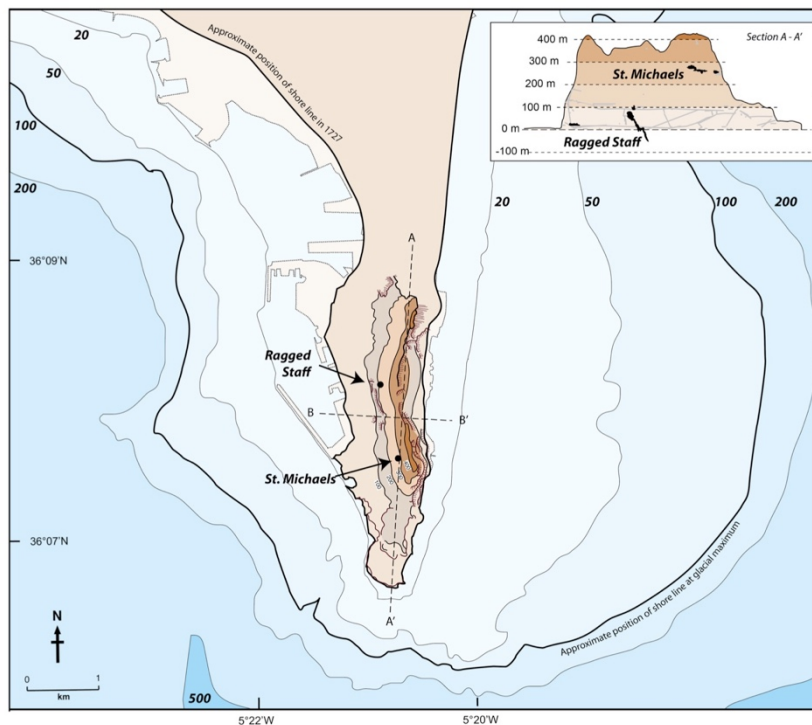 20
50
100
200
Approximate position of shore line in 1727
400 m
300 m
200 m
100 m
0 m
-100 m
Section A - A'
St. Michaels
Ragged Staff
20
50
100
200
36°09'N
A
Ragged
Staff
B
B'
St. Michaels
36°07'N
A'
Approximate position of shore line at glacial maximum
N
0
1
km
500
5°22'W
5°20'W